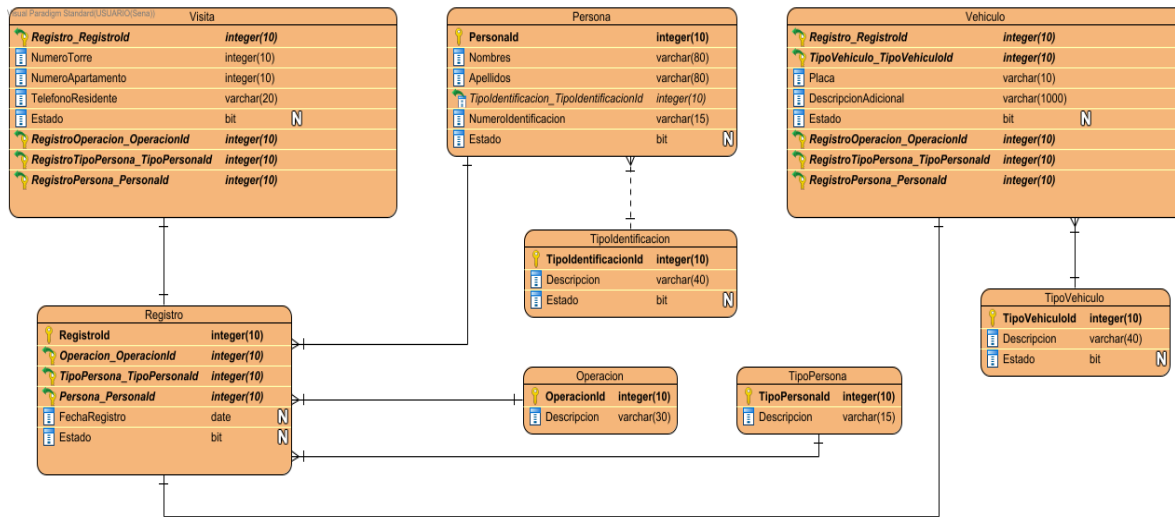 Visual Paradigm Standard(USUARIO(Sena))
Visita
Registro_RegistroId integer(10)
NumeroTorre integer(10)
NumeroApartamento integer(10)
TelefonoResidente varchar(20)
Estado bit N
RegistroOperacion_OperacionId integer(10)
RegistroTipoPersona_TipoPersonaId integer(10)
RegistroPersona_PersonaId integer(10)
Persona
PersonaId integer(10)
Nombres varchar(80)
Apellidos varchar(80)
TipoIdentificacion_TipoIdentificacionId integer(10)
NumeroIdentificacion varchar(15)
Estado bit N
Vehiculo
Registro_RegistroId integer(10)
TipoVehiculo_TipoVehiculoId integer(10)
Placa varchar(10)
DescripcionAdicional varchar(1000)
Estado bit N
RegistroOperacion_OperacionId integer(10)
RegistroTipoPersona_TipoPersonaId integer(10)
RegistroPersona_PersonaId integer(10)
TipoIdentificacion
TipoIdentificacionId integer(10)
Descripcion varchar(40)
Estado bit N
TipoVehiculo
TipoVehiculoId integer(10)
Descripcion varchar(40)
Estado bit N
Registro
RegistroId integer(10)
Operacion_OperacionId integer(10)
TipoPersona_TipoPersonaId integer(10)
Persona_PersonaId integer(10)
FechaRegistro date N
Estado bit N
Operacion
OperacionId integer(10)
Descripcion varchar(30)
TipoPersona
TipoPersonaId integer(10)
Descripcion varchar(15)